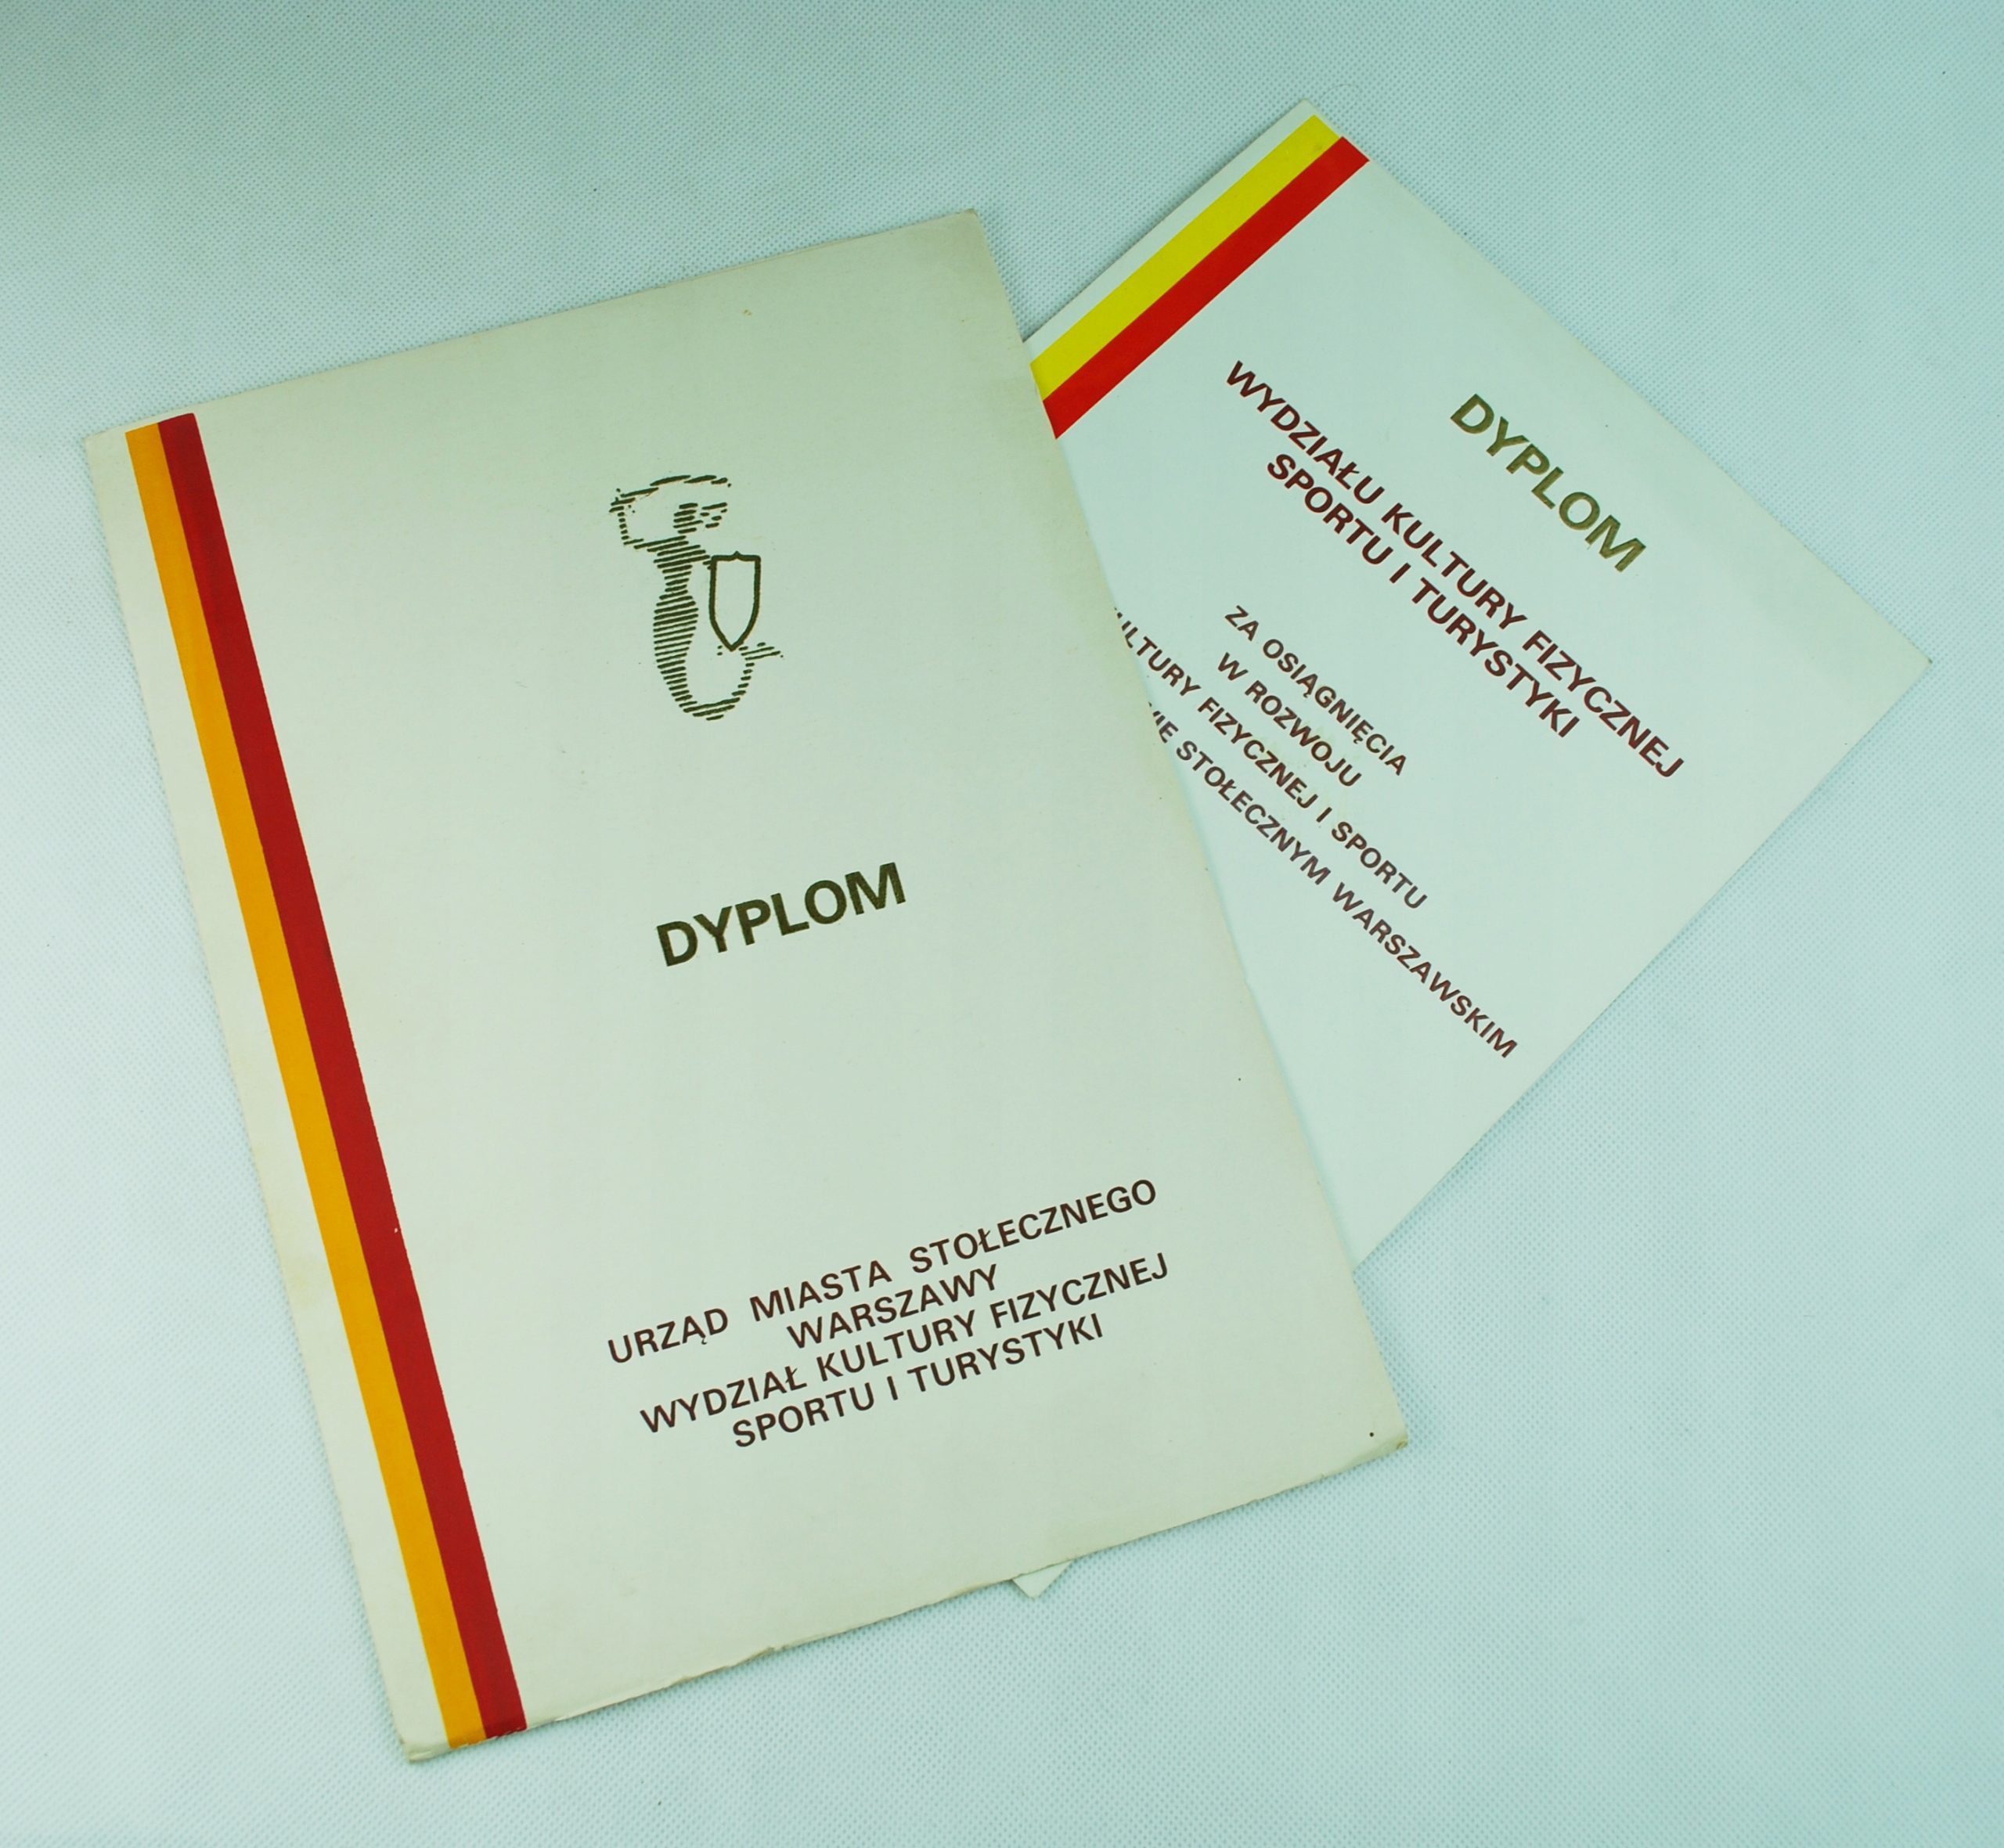 DYPLOM
URZĄD MIASTA STOŁECZNEGO
WARSZAWY
WYDZIAŁ KULTURY FIZYCZNEJ
SPORTU I TURYSTYKI
DYPLOM
WYDZIAŁU KULTURY FIZYCZNEJ
SPORTU I TURYSTYKI
ZA OSIĄGNIĘCIA
W ROZWOJU
FIZYCZNEJ I SPORTU
STOŁECZNYM WARSZAWSKIM